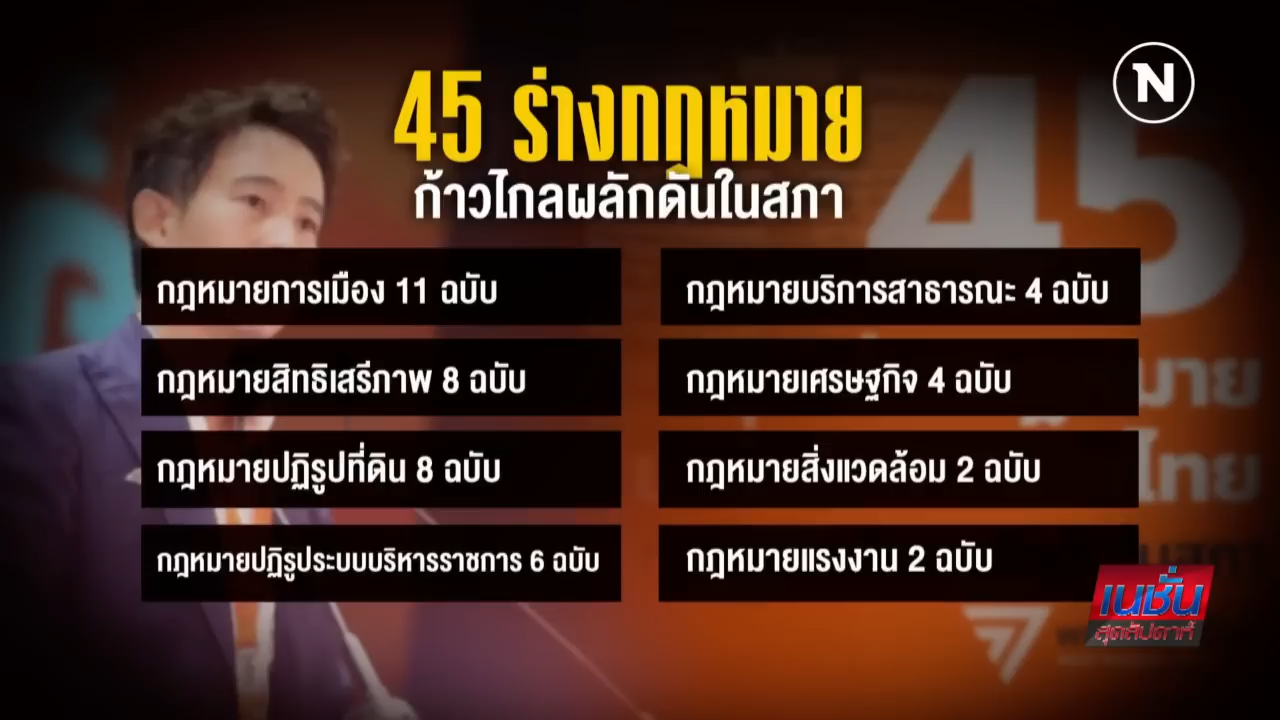 N
45 ร่างกฎหมาย
ก้าวไกลผลักดันในสภา
กฎหมายการเมือง 11 ฉบับ
กฎหมายบริการสาธารณะ 4 ฉบับ
กฎหมายสิทธิเสรีภาพ 8 ฉบับ
กฎหมายเศรษฐกิจ 4 ฉบับ
กฎหมายปฏิรูปที่ดิน 8 ฉบับ
กฎหมายสิ่งแวดล้อม 2 ฉบับ
กฎหมายปฏิรูประบบบริหารราชการ 6 ฉบับ
กฎหมายแรงงาน 2 ฉบับ
45
ไทย
เนชั่น
สุดสัปดาห์